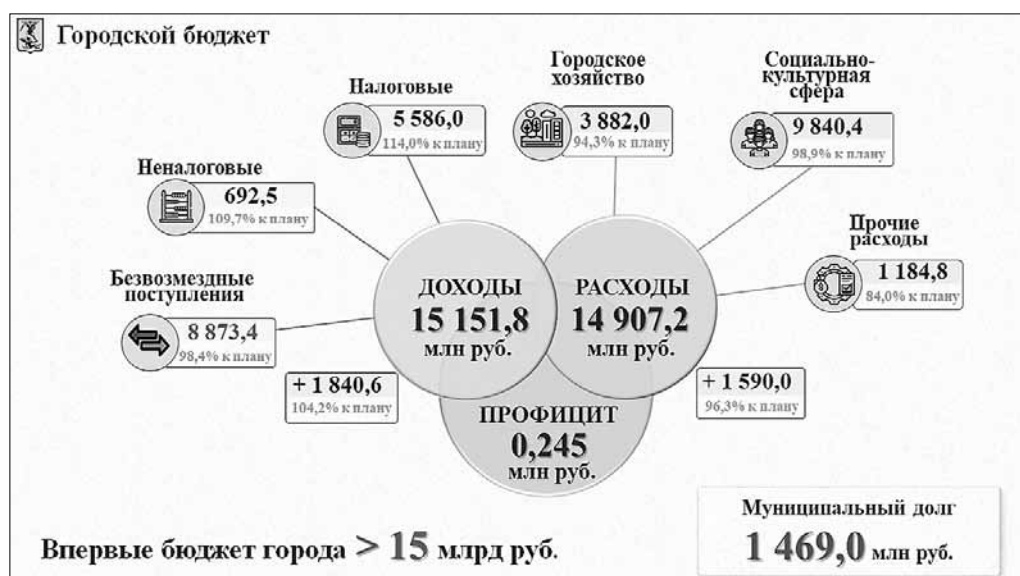 Городской бюджет
Налоговые
5 586,0
114,0% к плану
Городское
хозяйство
3 882,0
94,3% к плану
Социально-
культурная
сфера
9 840,4
98,9% к плану
Неналоговые
692,5
109,7% к плану
Прочие
расходы
1 184,8
84,0% к плану
Безвозмездные
поступления
8 873,4
98,4% к плану
ДОХОДЫ
15 151,8
млн руб.
РАСХОДЫ
14 907,2
млн руб.
+ 1 840,6
104,2% к плану
+ 1 590,0
96,3% к плану
ПРОФИЦИТ
0,245
млн руб.
Муниципальный долг
1 469,0 млн руб.
Впервые бюджет города > 15 млрд руб.